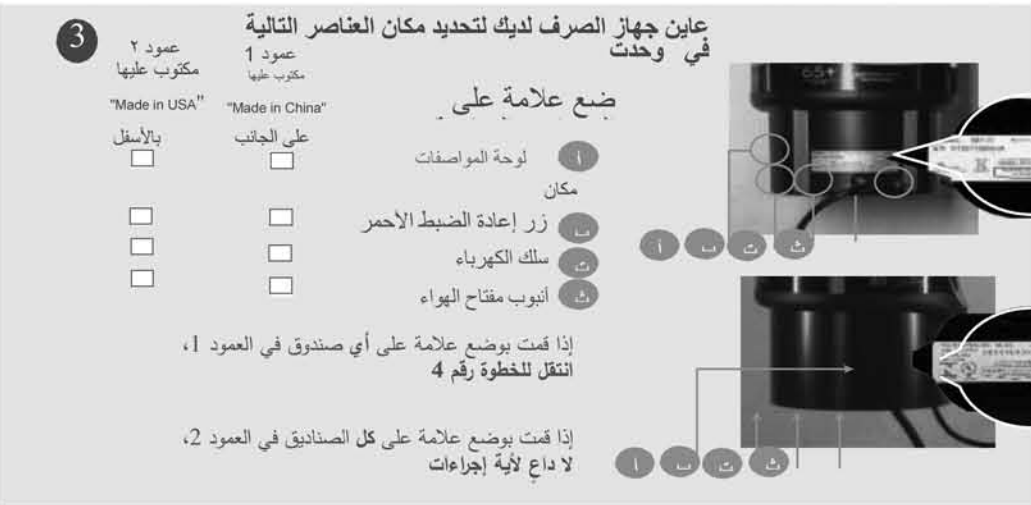 3
عاين جهاز الصرف لديك لتحديد مكان العناصر التالية
في وحدت
عمود 1
مكتوب عليها
"Made in China"
على الجانب
عمود ٢
مكتوب عليها
"Made in USA"
بالأسفل
ضع علامة على
أ لوحة المواصفات
مكان
ب زر إعادة الضبط الأحمر
ت سلك الكهرباء
ث أنبوب مفتاح الهواء
إذا قمت بوضع علامة على أي صندوق في العمود 1،
انتقل للخطوة رقم 4
إذا قمت بوضع علامة على كل الصناديق في العمود 2،
لا داعٍ لأية إجراءات
65+
أ ب ت ث
أ ب ت ث